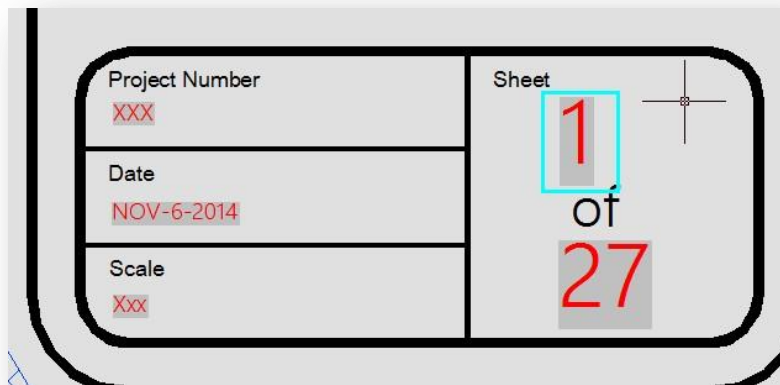 Project Number
XXX
Date
NOV-6-2014
Scale
Xxx
Sheet
1
of
27